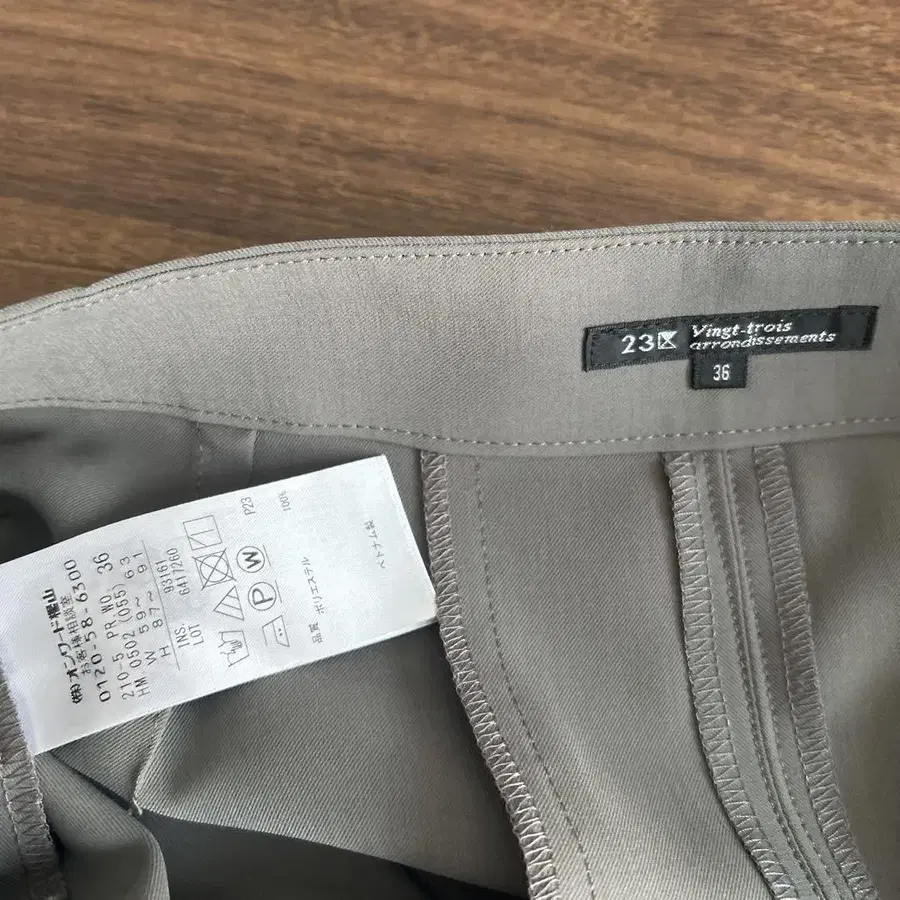 23区
Vingt-trois
arrondissements
36
㈱オンワード樫山
お客様相談室
0120-58-6300
210-5 PR.WO. 36
HM 0502 (055)
W 59～ 63
H 87～ 91
INS. 93161
LOT 6417260
P W
品質 ポリエステル 100%
P23
ベトナム製